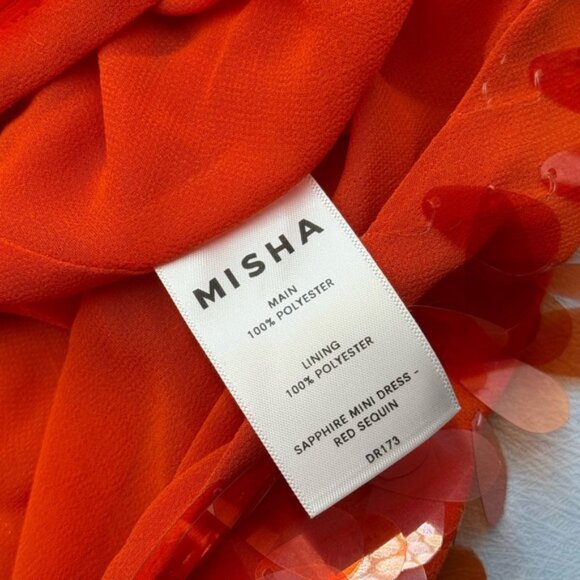 MISHA
MAIN
100% POLYESTER
LINING
100% POLYESTER
SAPPHIRE MINI DRESS -
RED SEQUIN
DR173